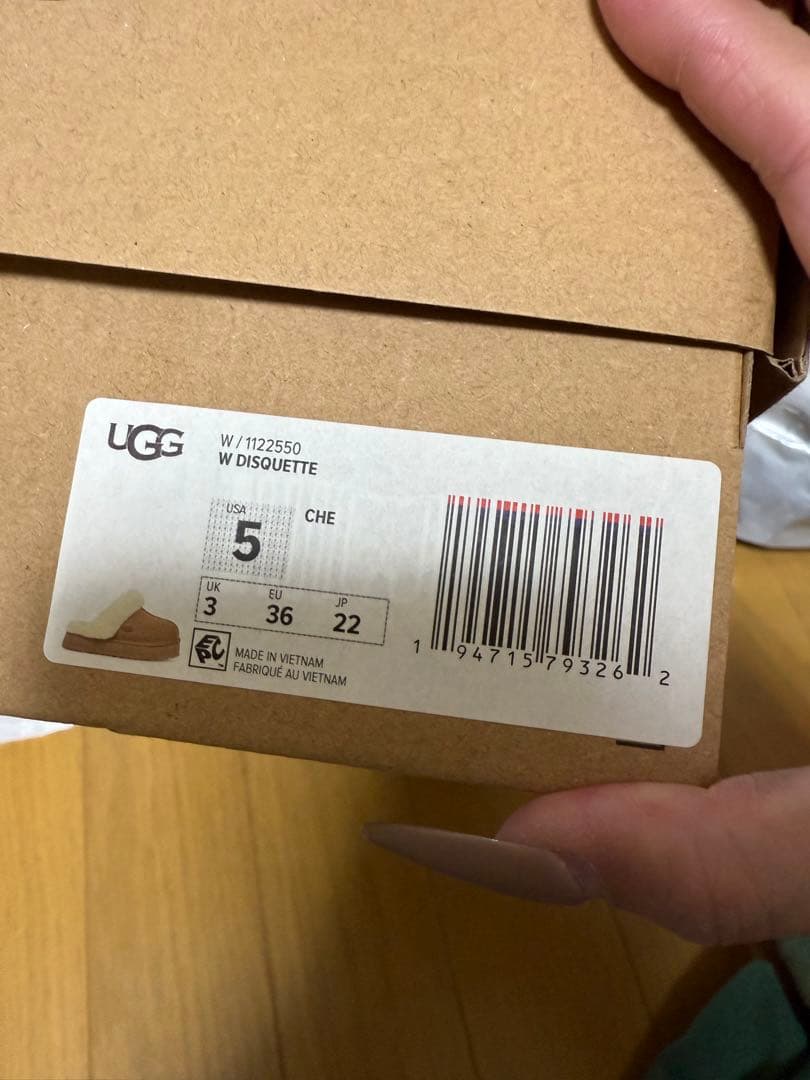 UGG
W / 1122550
W DISQUETTE
USA
5
CHE
UK
3
EU
36
JP
22
EPC
MADE IN VIETNAM
FABRIQUÉ AU VIETNAM
1 94715 79326 2